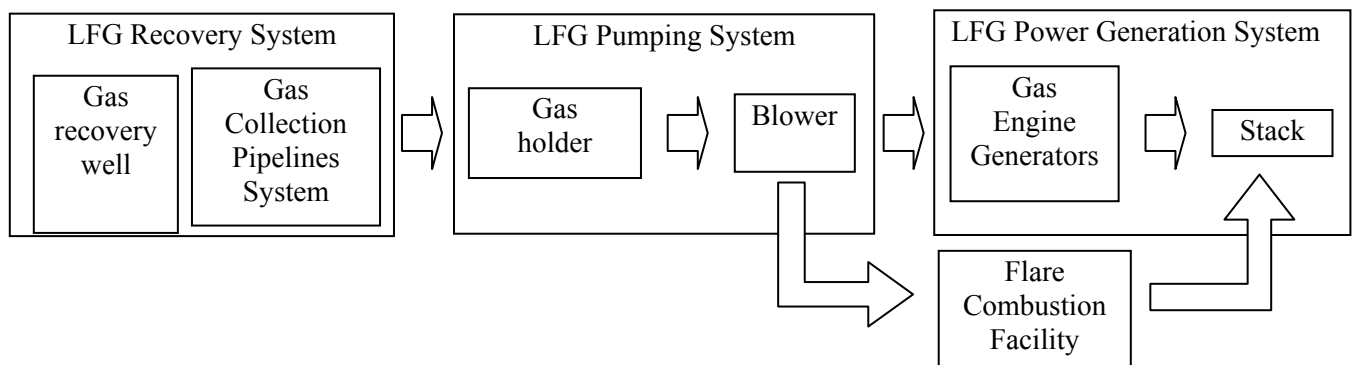 LFG Recovery System
Gas
recovery
well
Gas
Collection
Pipelines
System
LFG Pumping System
Gas
holder
Blower
LFG Power Generation System
Gas
Engine
Generators
Stack
Flare
Combustion
Facility